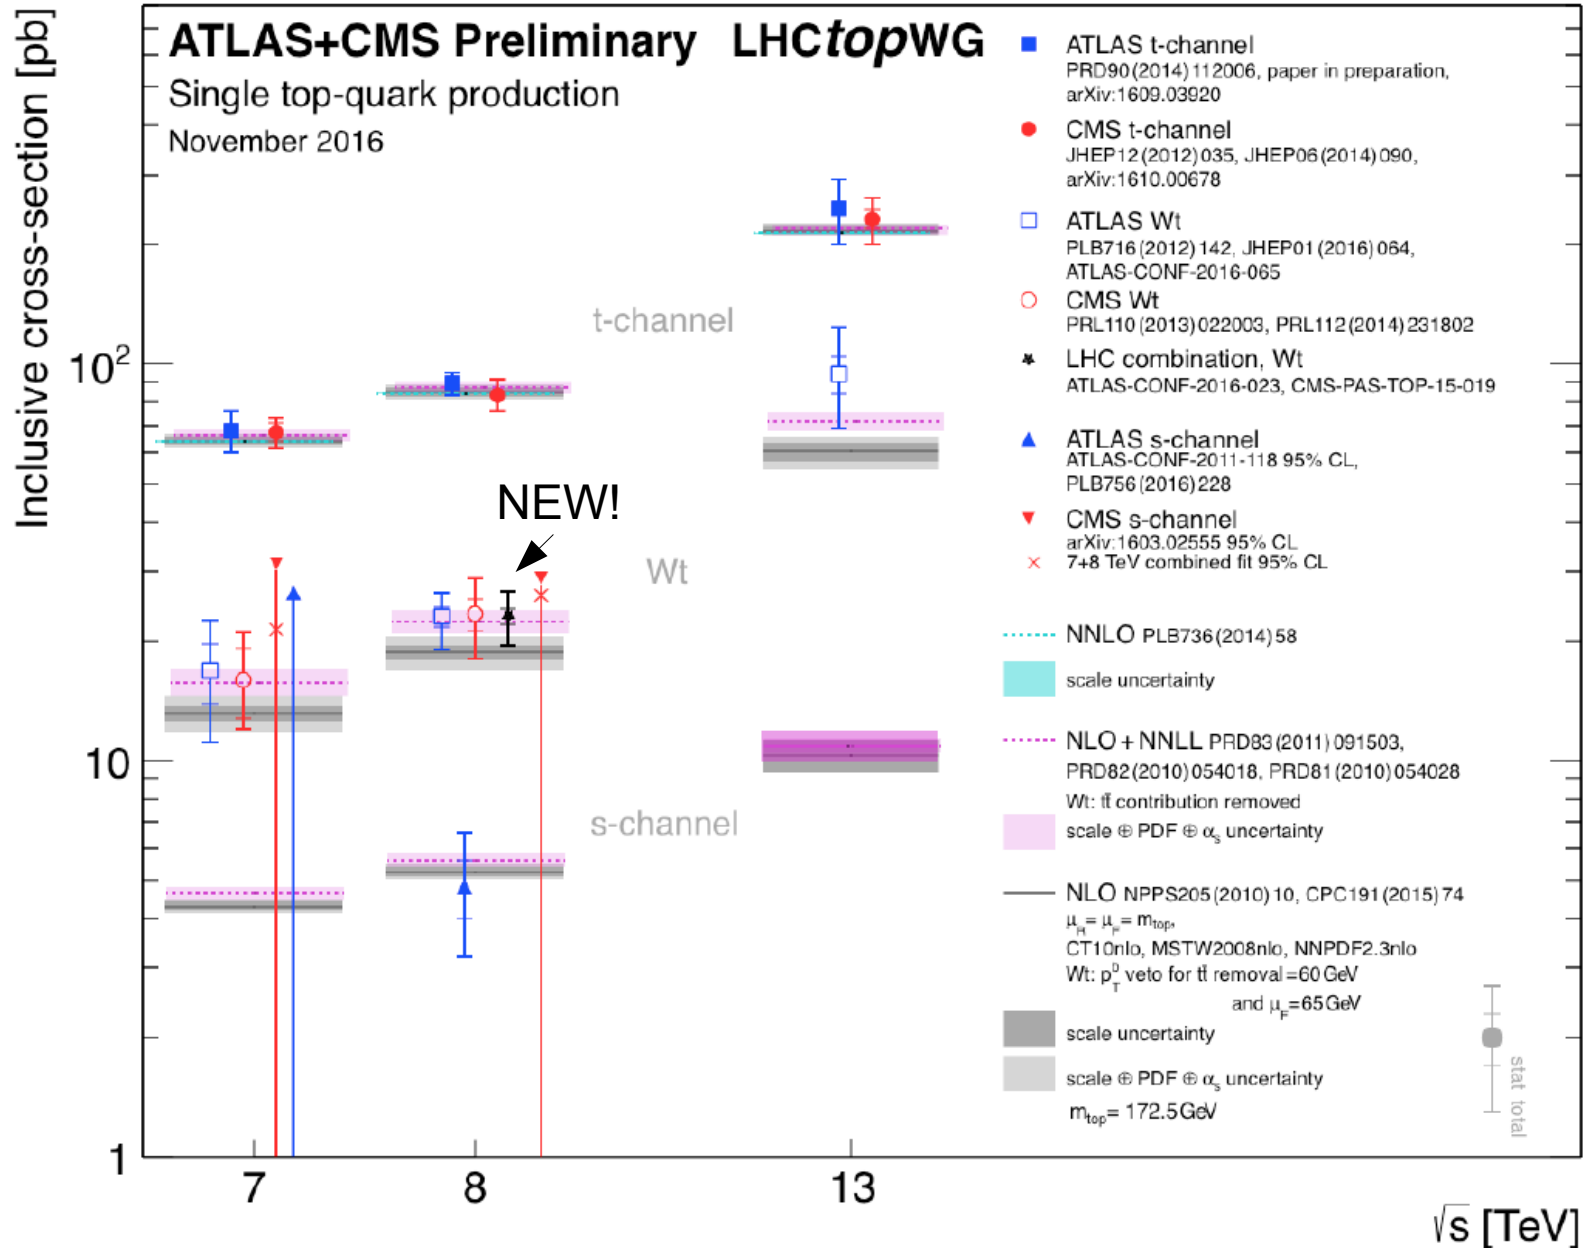 Inclusive cross-section [pb]
ATLAS+CMS Preliminary LHCtopWG
Single top-quark production
November 2016
10²
10
1
7 8 13
√s [TeV]
t-channel
Wt
s-channel
NEW!
ATLAS t-channel
PRD90(2014)112006, paper in preparation,
arXiv:1609.03920
CMS t-channel
JHEP12(2012)035, JHEP06(2014)090,
arXiv:1610.00678
ATLAS Wt
PLB716(2012)142, JHEP01(2016)064,
ATLAS-CONF-2016-065
CMS Wt
PRL110(2013)022003, PRL112(2014)231802
LHC combination, Wt
ATLAS-CONF-2016-023, CMS-PAS-TOP-15-019
ATLAS s-channel
ATLAS-CONF-2011-118 95% CL,
PLB756(2016)228
CMS s-channel
arXiv:1603.02555 95% CL
7+8 TeV combined fit 95% CL
NNLO PLB736(2014)58
scale uncertainty
NLO + NNLL PRD83(2011)091503,
PRD82(2010)054018, PRD81(2010)054028
Wt: tt̄ contribution removed
scale ⊕ PDF ⊕ αₛ uncertainty
NLO NPPS205(2010)10, CPC191(2015)74
μ_R = μ_F = m_top,
CT10nlo, MSTW2008nlo, NNPDF2.3nlo
Wt: p_T^b veto for tt̄ removal=60 GeV
and μ_F=65 GeV
scale uncertainty
scale ⊕ PDF ⊕ αₛ uncertainty
m_top = 172.5 GeV
stat total